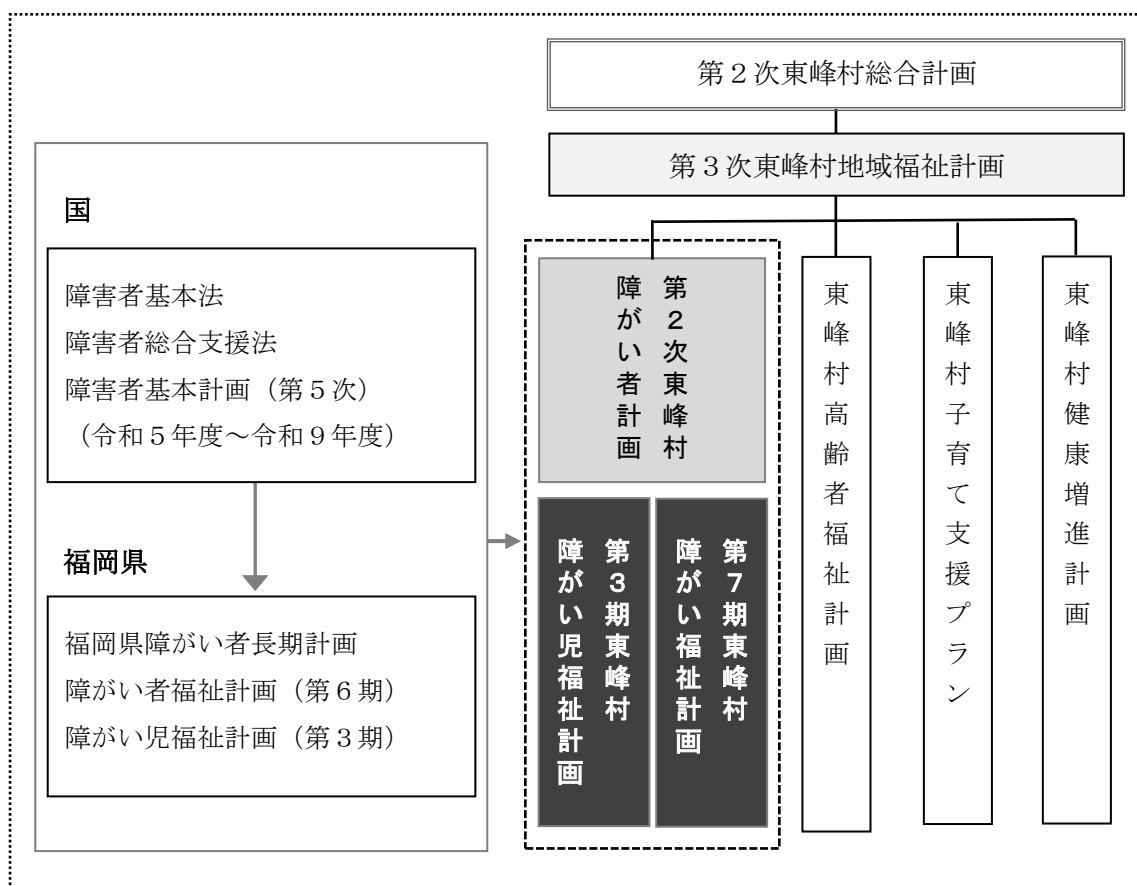 第２次東峰村総合計画
第３次東峰村地域福祉計画
国
障害者基本法
障害者総合支援法
障害者基本計画（第５次）
（令和５年度～令和９年度）
福岡県
福岡県障がい者長期計画
障がい者福祉計画（第６期）
障がい児福祉計画（第３期）
第２次東峰村
障がい者計画
第７期東峰村
障がい福祉計画
第３期東峰村
障がい児福祉計画
東峰村高齢者福祉計画
東峰村子育て支援プラン
東峰村健康増進計画